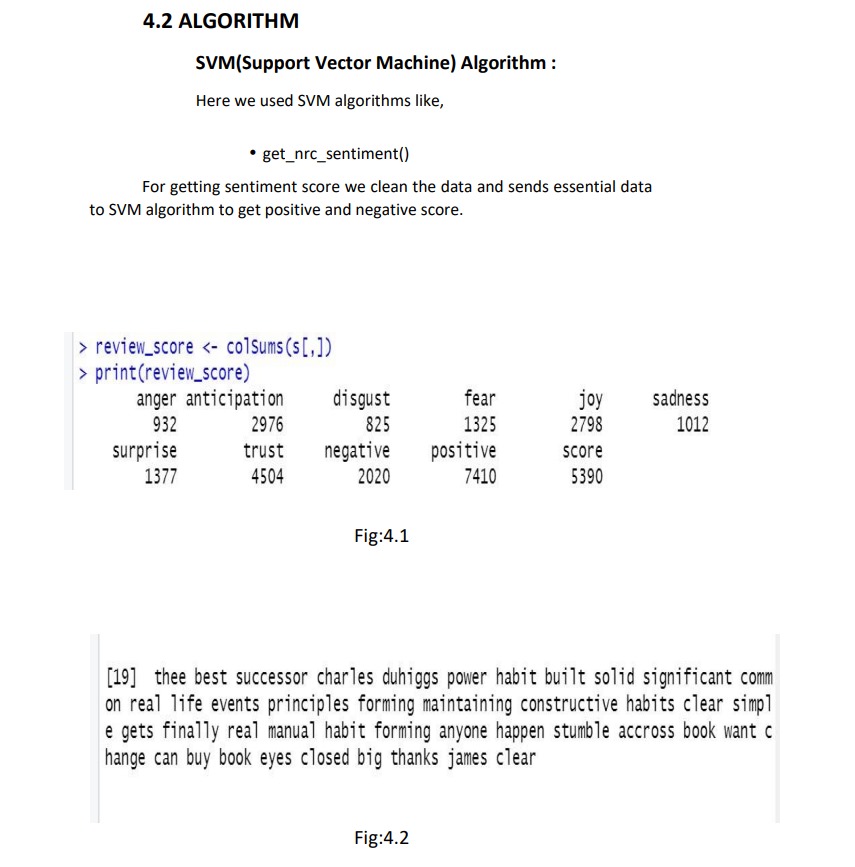 4.2 ALGORITHM
SVM(Support Vector Machine) Algorithm :
Here we used SVM algorithms like,
• get_nrc_sentiment()
For getting sentiment score we clean the data and sends essential data
to SVM algorithm to get positive and negative score.
> review_score <- colSums(s[,])
> print(review_score)
anger anticipation disgust fear joy sadness
932 2976 825 1325 2798 1012
surprise trust negative positive score
1377 4504 2020 7410 5390
Fig:4.1
[19] thee best successor charles duhiggs power habit built solid significant comm
on real life events principles forming maintaining constructive habits clear simpl
e gets finally real manual habit forming anyone happen stumble accross book want c
hange can buy book eyes closed big thanks james clear
Fig:4.2